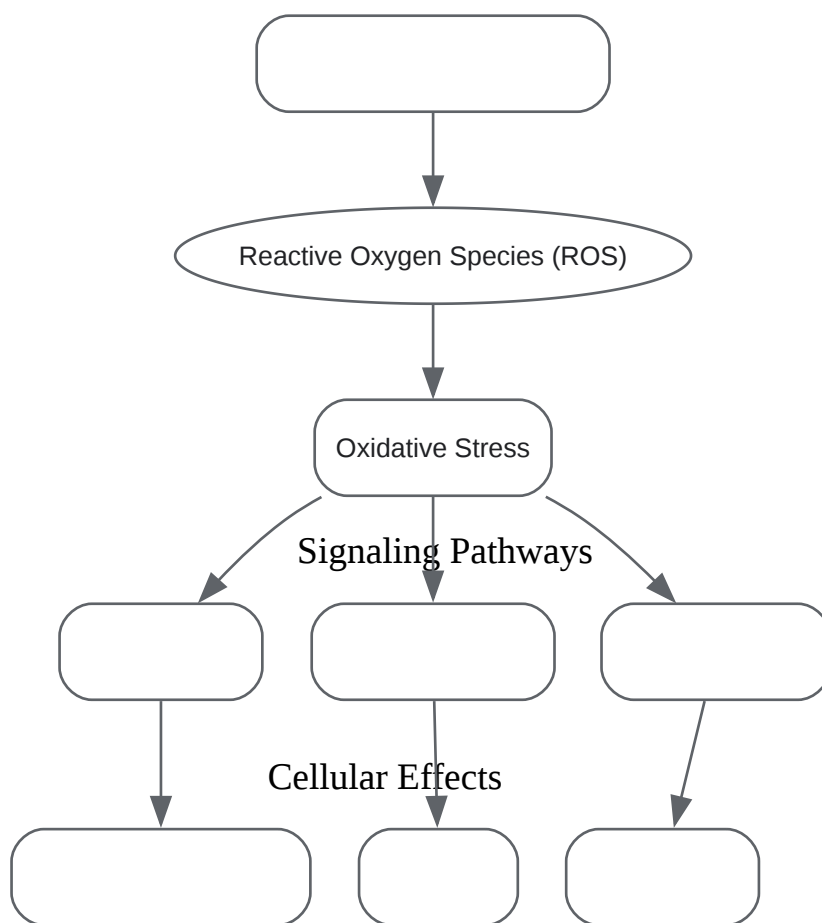 Reactive Oxygen Species (ROS)
Oxidative Stress
Signaling Pathways
Cellular Effects